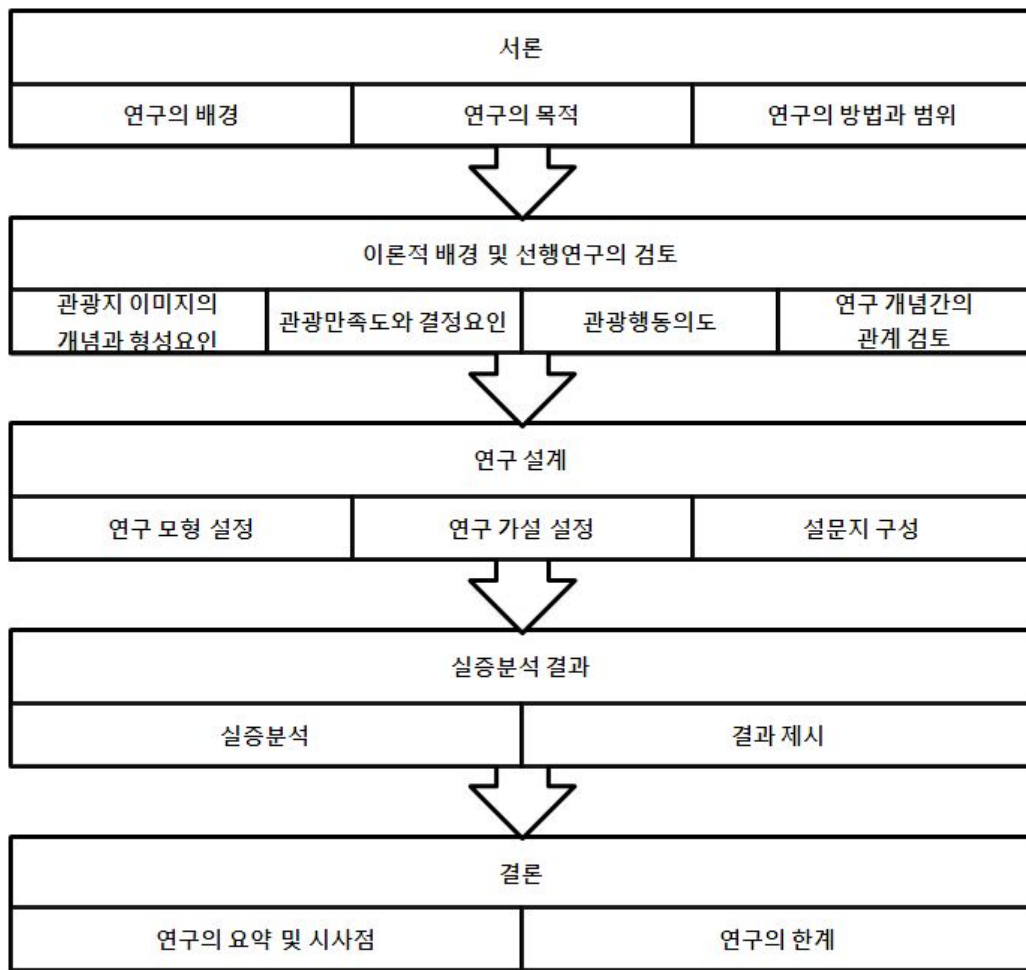 서론
연구의 배경
연구의 목적
연구의 방법과 범위
이론적 배경 및 선행연구의 검토
관광지 이미지의
개념과 형성요인
관광만족도와 결정요인
관광행동의도
연구 개념간의
관계 검토
연구 설계
연구 모형 설정
연구 가설 설정
설문지 구성
실증분석 결과
실증분석
결과 제시
결론
연구의 요약 및 시사점
연구의 한계